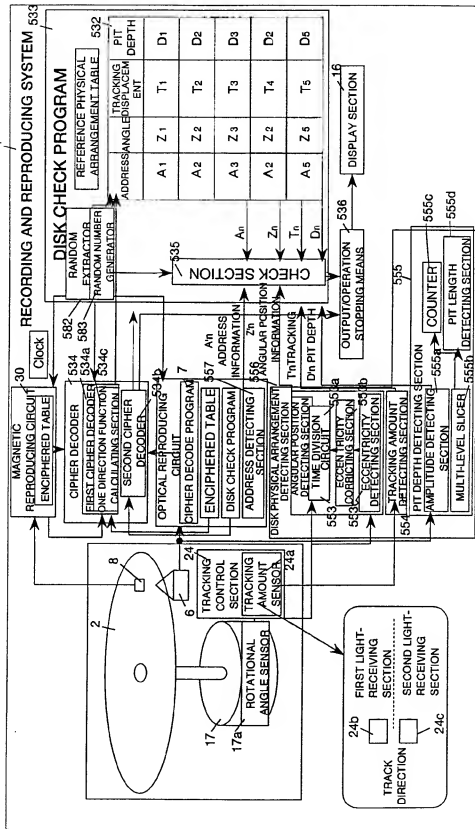 RECORDING AND REPRODUCING SYSTEM
533
DISK CHECK PROGRAM
532
REFERENCE PHYSICAL
ARRANGEMENT TABLE
ADDRESS
ANGLE
TRACKING
DISPLACEM
ENT
PIT
DEPTH
A1 Z1 T1 D1
A2 Z2 T2 D2
A3 Z3 T3 D3
A2 Z2 T4 D2
A5 Z5 T5 D5
An
Zn
Tn
Dn
582
583
RANDOM
EXTRACTOR
RANDOM NUMBER
GENERATOR
535
CHECK SECTION
536
OUTPUT/OPERATION
STOPPING MEANS
16
DISPLAY SECTION
Clock
30
MAGNETIC
REPRODUCING CIRCUIT
ENCIPHERED TABLE
CIPHER DECODER
534
534a
FIRST CIPHER DECODER
534c
ONE DIRECTION FUNCTION
CALCULATING SECTION
SECOND CIPHER
DECODER
534b
OPTICAL REPRODUCING
CIRCUIT
7
CIPHER DECODE PROGRAM
ENCIPHERED TABLE
557
DISK CHECK PROGRAM
ADDRESS DETECTING
SECTION
556
A'n
ADDRESS
INFORMATION
Z'n
ANGULAR POSITION
INFORMATION
T'n TRACKING
D'n PIT DEPTH
DISK PHYSICAL ARRANGEMENT
DETECTING SECTION
ANGULAR POSITION
DETECTING SECTION
553a
TIME DIVISION
CIRCUIT
553
553b
ECCENTRICITY
CORRECTING SECTION
553c
ECCENTRICITY
DETECTING SECTION
TRACKING AMOUNT
DETECTING SECTION
554
PIT DEPTH DETECTING SECTION
555
555a
AMPLITUDE DETECTING
SECTION
555c
COUNTER
MULTI-LEVEL SLICER
555b
555d
PIT LENGTH
DETECTING SECTION
2
8
6
24
TRACKING CONTROL
SECTION
TRACKING
AMOUNT
SENSOR
24a
17
17a
ROTATIONAL
ANGLE SENSOR
24b
FIRST LIGHT-
RECEIVING
SECTION
SECOND LIGHT-
RECEIVING
SECTION
24c
TRACK
DIRECTION